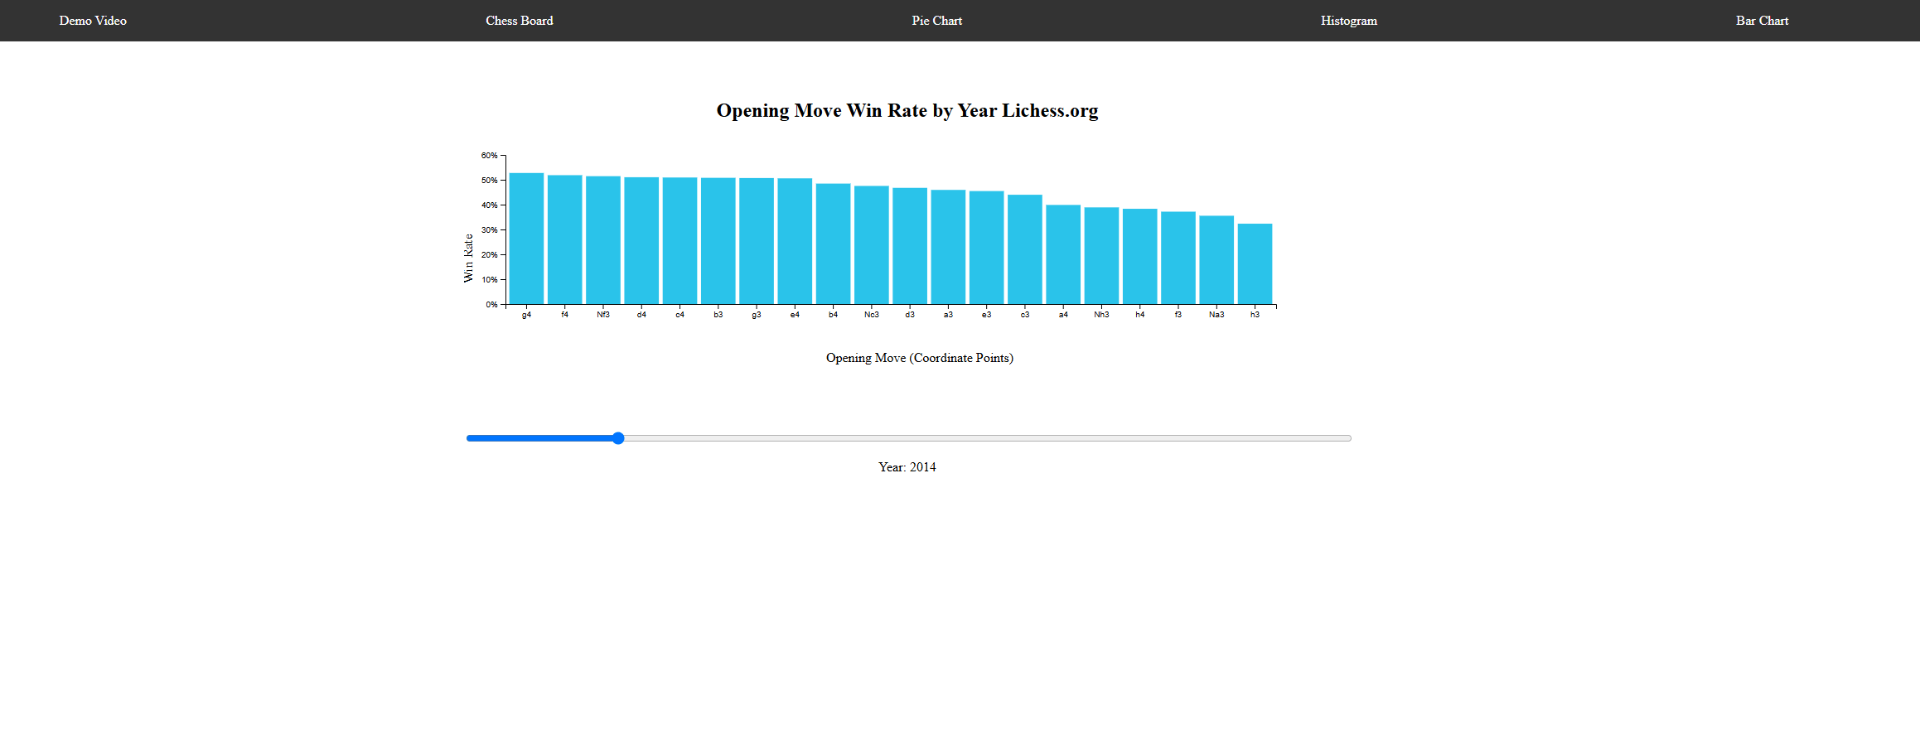 Demo Video Chess Board Pie Chart Histogram Bar Chart
Opening Move Win Rate by Year Lichess.org
60%
50%
40%
30%
20%
10%
0%
Win Rate
g4 f4 Nf3 d4 c4 b3 g3 e4 b4 Nc3 d3 a3 e3 c3 a4 Nh3 h4 f3 Na3 h3
Opening Move (Coordinate Points)
Year: 2014